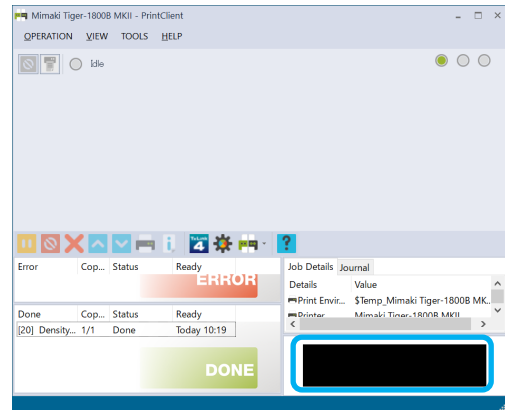 Mimaki Tiger-1800B MKII - PrintClient
OPERATION VIEW TOOLS HELP
idle
TxLink
4
?
Error Cop... Status Ready
ERROR
Job Details Journal
Details Value
Print Envir... $Temp_Mimaki Tiger-1800B MK..
Printer Mimaki Tiger-1800B MKII
Done Cop... Status Ready
[20] Density... 1/1 Done Today 10:19
DONE